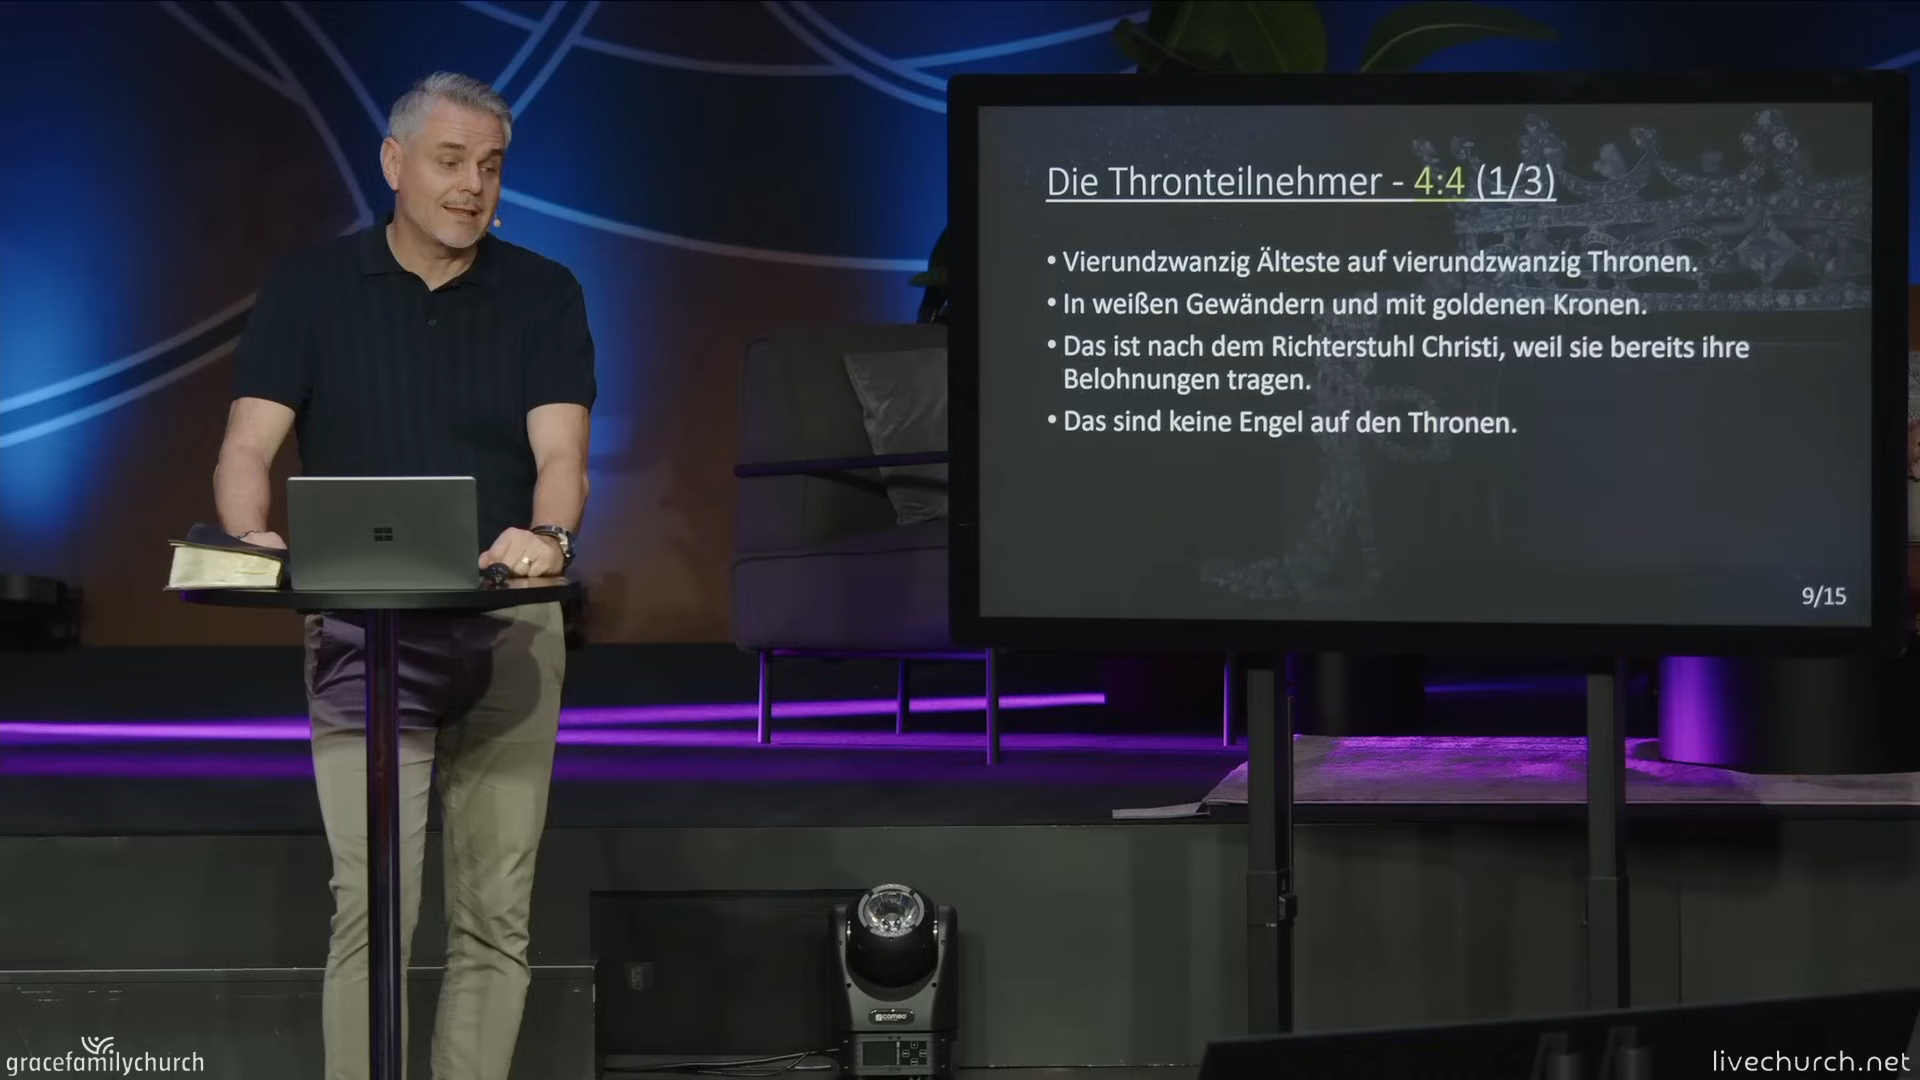 Die Thronteilnehmer - 4:4 (1/3)
• Vierundzwanzig Älteste auf vierundzwanzig Thronen.
• In weißen Gewändern und mit goldenen Kronen.
• Das ist nach dem Richterstuhl Christi, weil sie bereits ihre
Belohnungen tragen.
• Das sind keine Engel auf den Thronen.
9/15
cameo
gracefamilychurch
livechurch.net